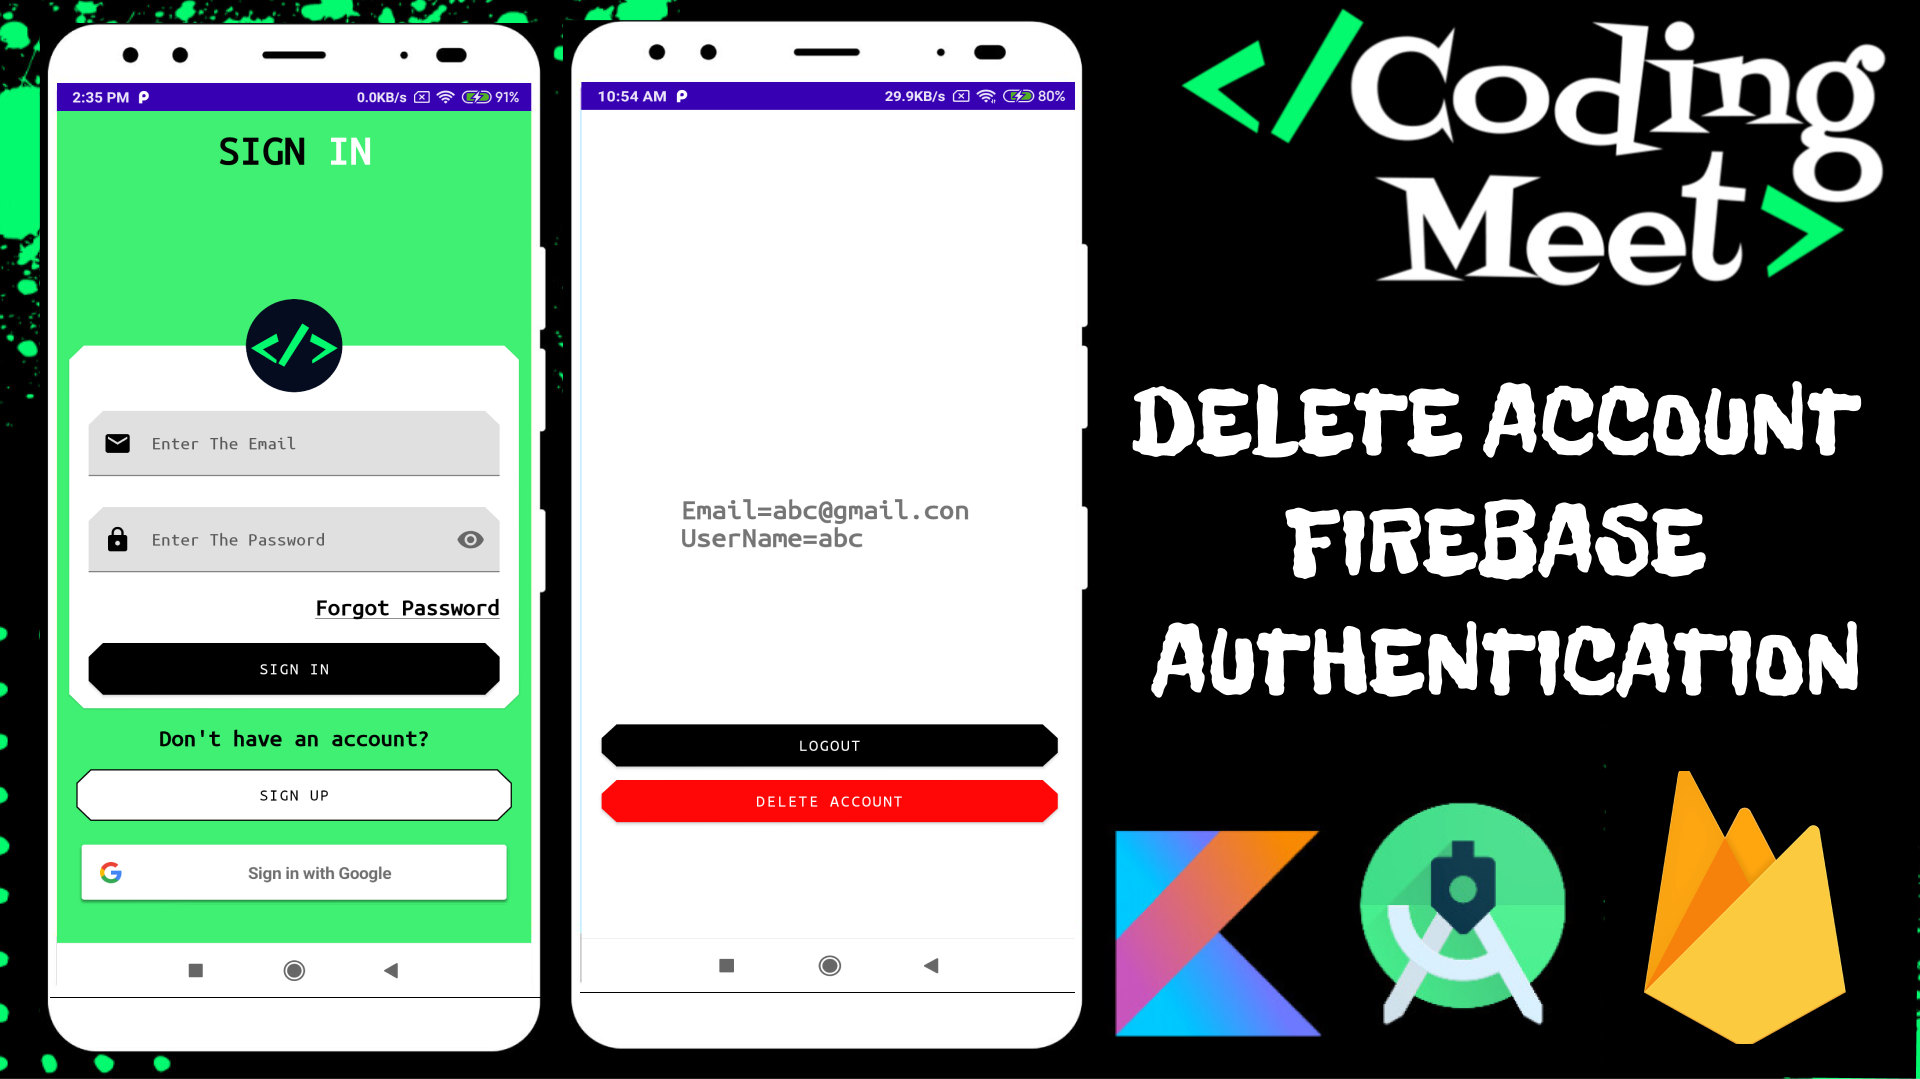 2:35 PM P 0.0KB/s 91%
SIGN IN
</>
Enter The Email
Enter The Password
Forgot Password
SIGN IN
Don't have an account?
SIGN UP
G Sign in with Google
10:54 AM P 29.9KB/s 80%
Email=abc@gmail.con
UserName=abc
LOGOUT
DELETE ACCOUNT
</Coding
Meet>
DELETE ACCOUNT
FIREBASE
AUTHENTICATION